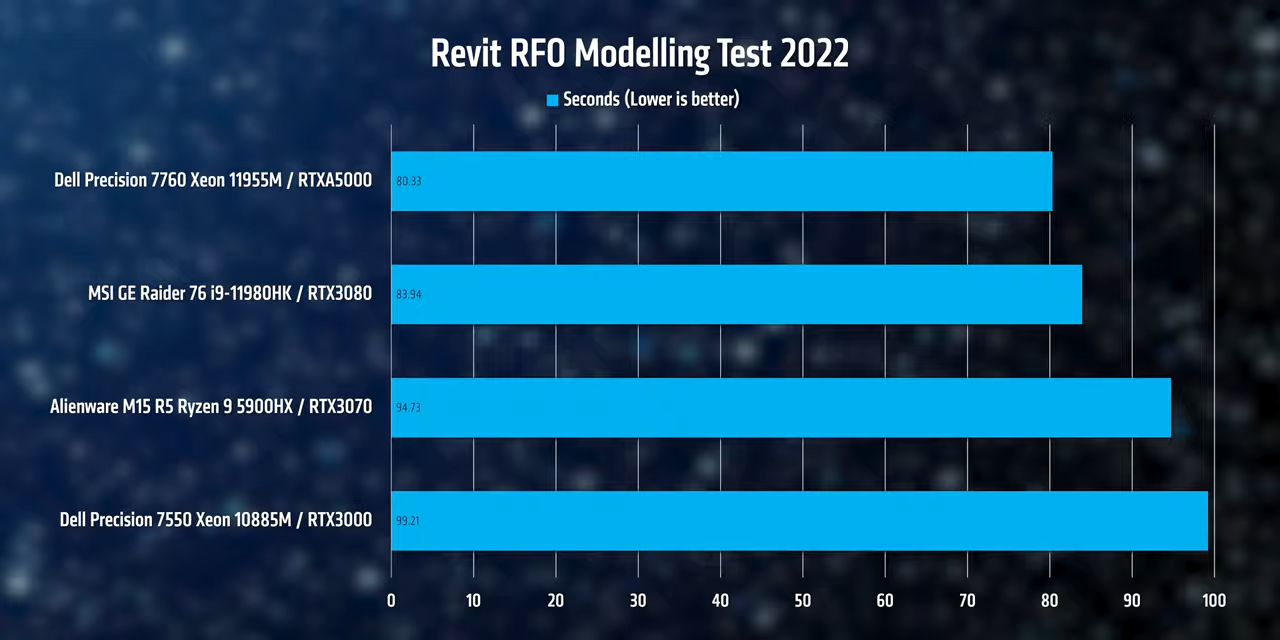 Revit RFO Modelling Test 2022
Seconds (Lower is better)
Dell Precision 7760 Xeon 11955M / RTXA5000
80.33
MSI GE Raider 76 i9-11980HK / RTX3080
83.94
Alienware M15 R5 Ryzen 9 5900HX / RTX3070
94.73
Dell Precision 7550 Xeon 10885M / RTX3000
99.21
0 10 20 30 40 50 60 70 80 90 100